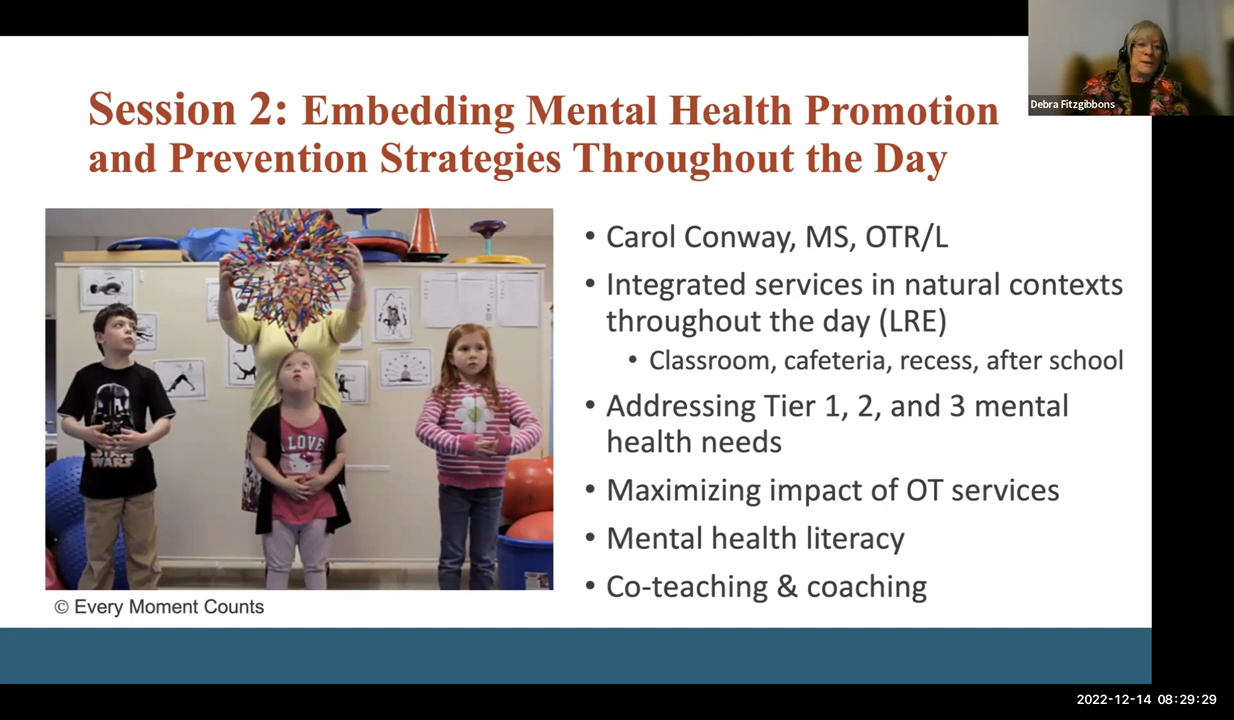 Debra Fitzgibbons
Session 2: Embedding Mental Health Promotion
and Prevention Strategies Throughout the Day
STAR
WARS
I LOVE
• Carol Conway, MS, OTR/L
• Integrated services in natural contexts
throughout the day (LRE)
• Classroom, cafeteria, recess, after school
• Addressing Tier 1, 2, and 3 mental
health needs
• Maximizing impact of OT services
• Mental health literacy
• Co-teaching & coaching
© Every Moment Counts
2022-12-14 08:29:29